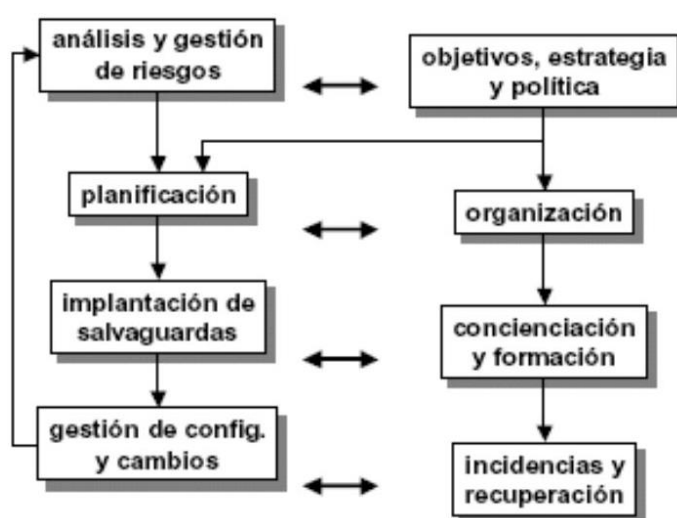 análisis y gestión
de riesgos
objetivos, estrategia
y política
planificación
organización
implantación de
salvaguardas
concienciación
y formación
gestión de config.
y cambios
incidencias y
recuperación